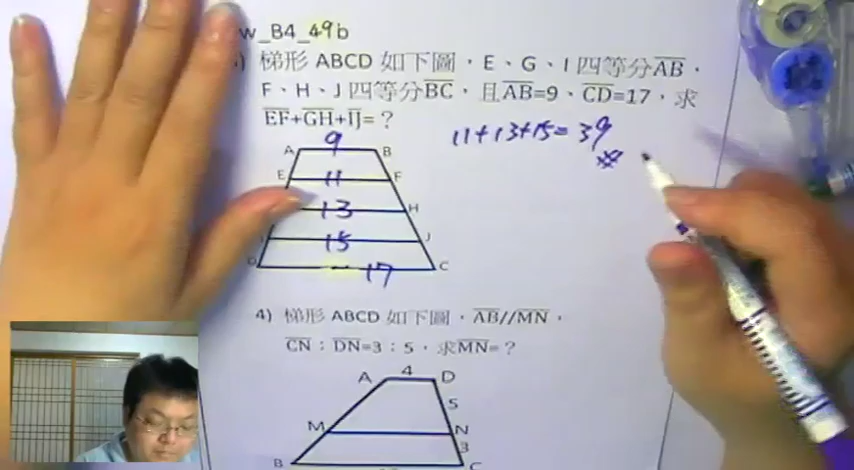 w_B4_49b
) 梯形 ABCD 如下圖，E、G、I 四等分AB，
F、H、J 四等分BC，且AB=9、CD=17，求
EF+GH+IJ=？
11+13+15=39
9
A B
E 11 F
13 H
15 J
17 C
4) 梯形 ABCD 如下圖，AB//MN，
CN：DN=3：5，求MN=？
4
A D
5
M N
3
B C